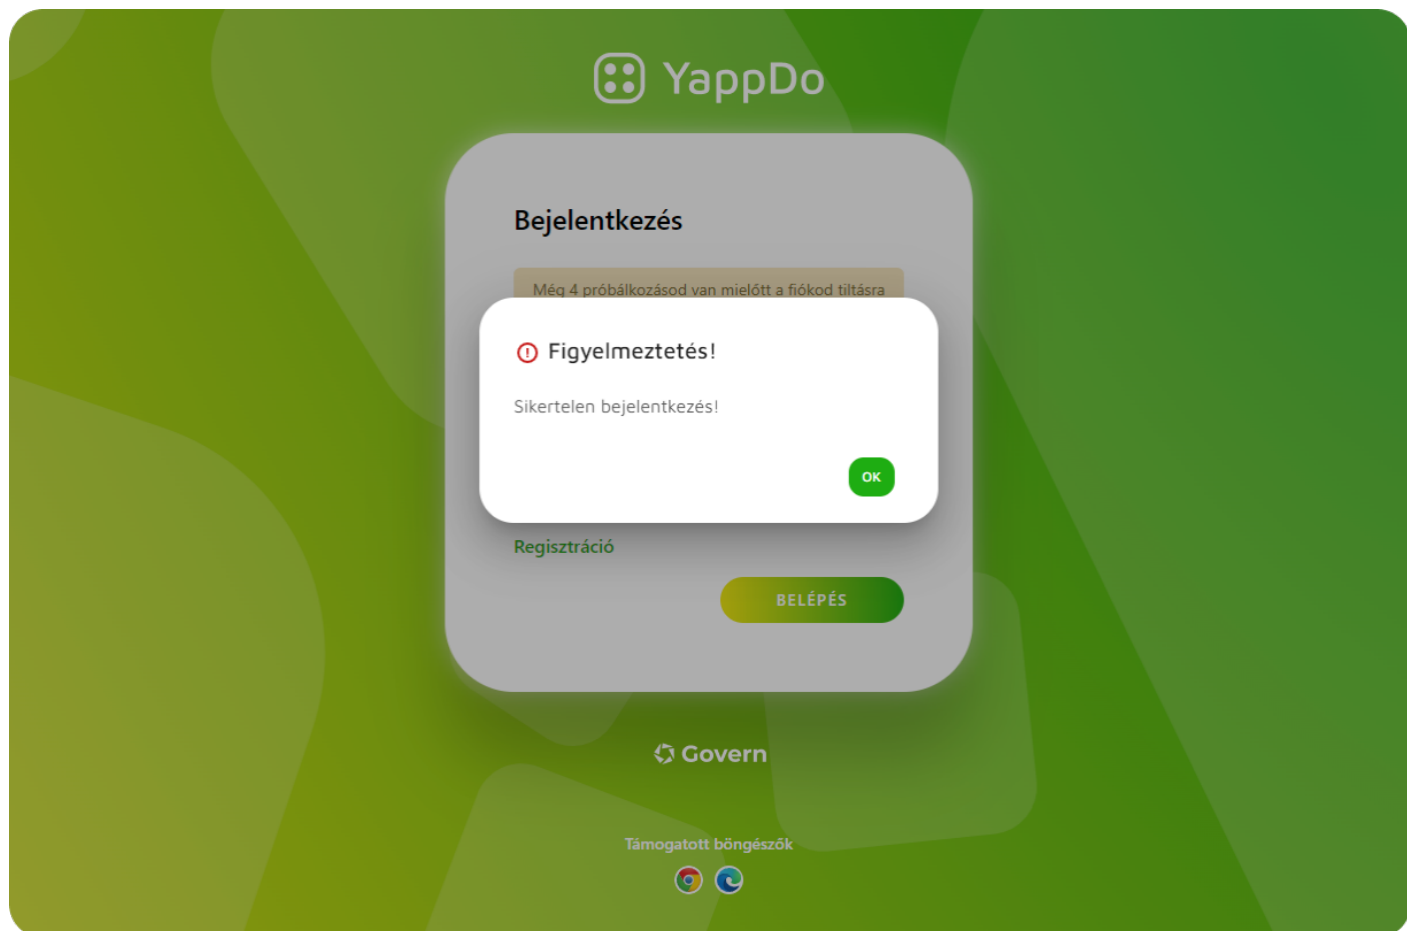 YappDo
Bejelentkezés
Még 4 próbálkozásod van mielőtt a fiókod tiltásra
Figyelmeztetés!
Sikertelen bejelentkezés!
OK
Regisztráció
BELÉPÉS
Govern
Támogatott böngészők